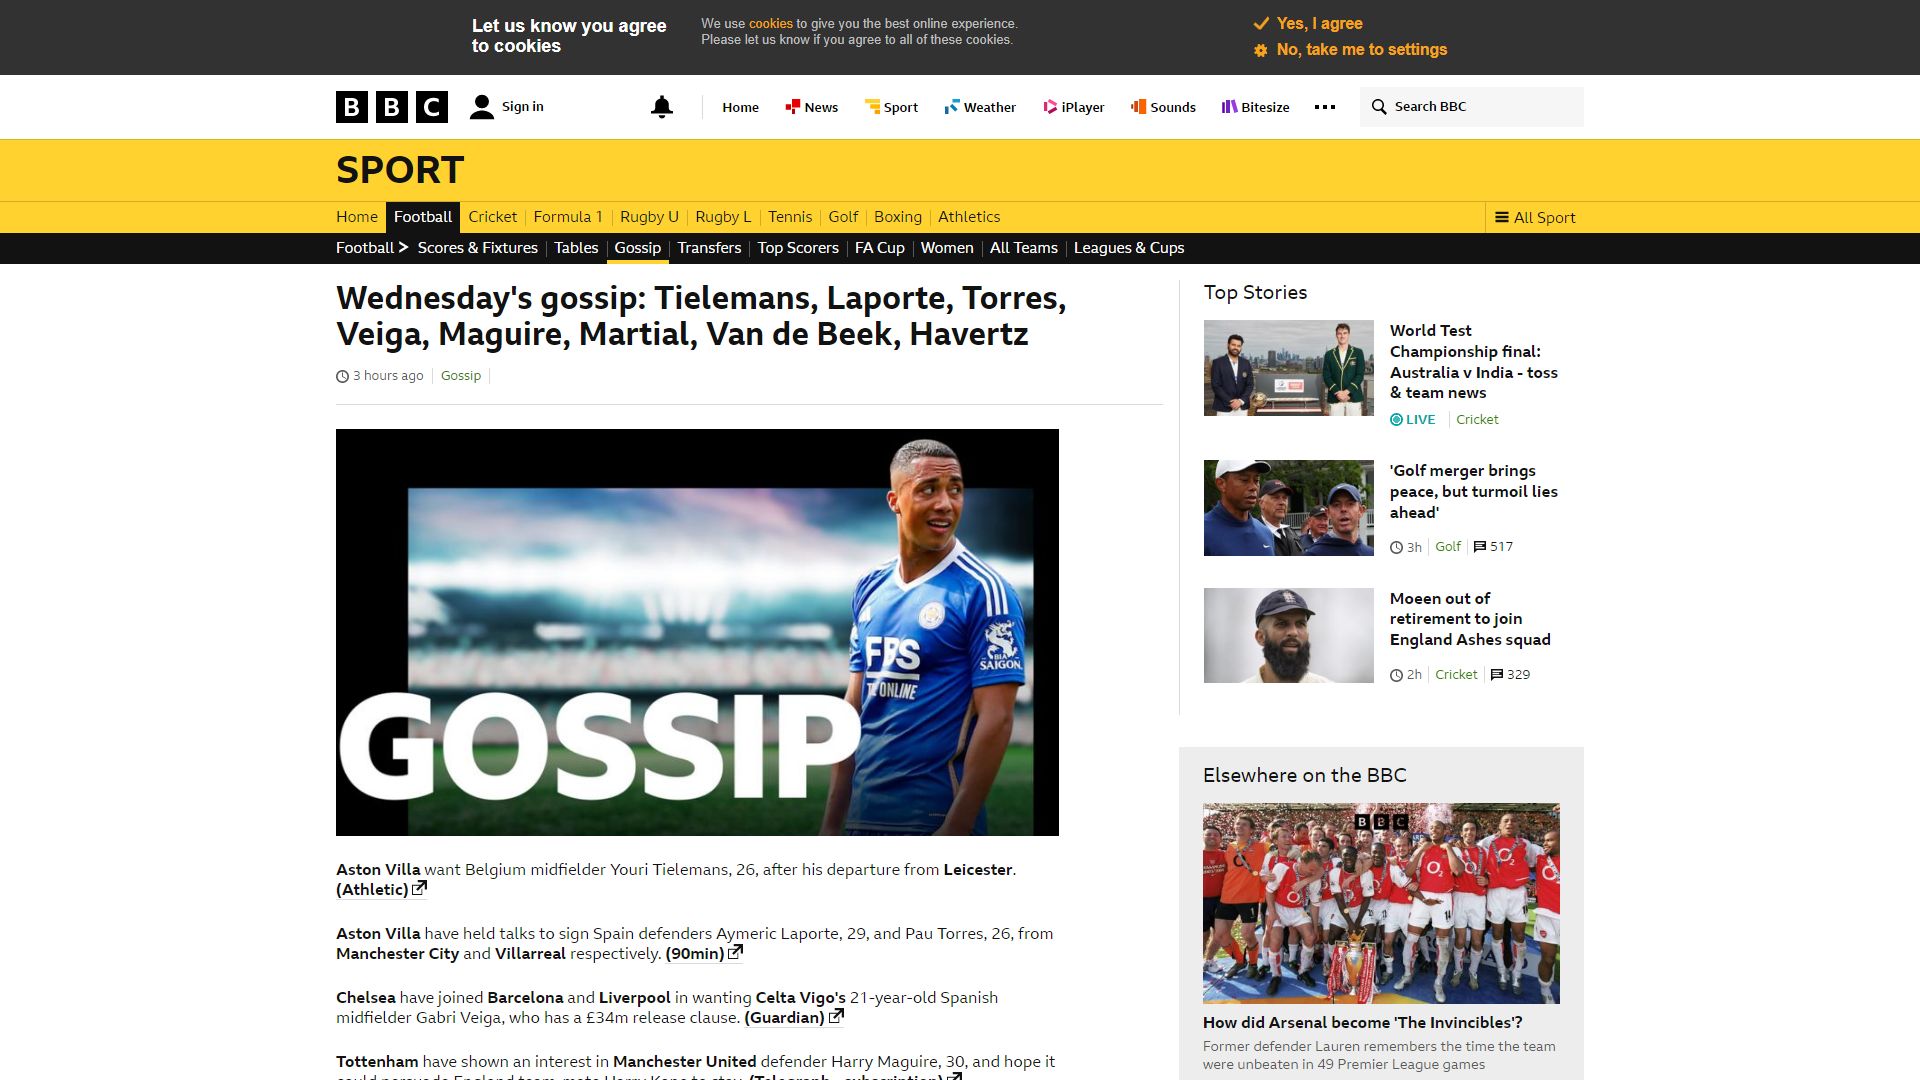 Let us know you agree
to cookies
We use cookies to give you the best online experience.
Please let us know if you agree to all of these cookies.
Yes, I agree
No, take me to settings
BBC
Sign in
Home
News
Sport
Weather
iPlayer
Sounds
Bitesize
Search BBC
SPORT
Home
Football
Cricket
Formula 1
Rugby U
Rugby L
Tennis
Golf
Boxing
Athletics
All Sport
Football
Scores & Fixtures
Tables
Gossip
Transfers
Top Scorers
FA Cup
Women
All Teams
Leagues & Cups
Wednesday's gossip: Tielemans, Laporte, Torres,
Veiga, Maguire, Martial, Van de Beek, Havertz
3 hours ago
Gossip
FBS
BIA
SAIGON
GOSSIP
Aston Villa want Belgium midfielder Youri Tielemans, 26, after his departure from Leicester.
(Athletic)
Aston Villa have held talks to sign Spain defenders Aymeric Laporte, 29, and Pau Torres, 26, from
Manchester City and Villarreal respectively. (90min)
Chelsea have joined Barcelona and Liverpool in wanting Celta Vigo's 21-year-old Spanish
midfielder Gabri Veiga, who has a £34m release clause. (Guardian)
Tottenham have shown an interest in Manchester United defender Harry Maguire, 30, and hope it
could persuade England team-mate Harry Kane to stay. (Telegraph - subscription)
Top Stories
World Test
Championship final:
Australia v India - toss
& team news
LIVE
Cricket
'Golf merger brings
peace, but turmoil lies
ahead'
3h
Golf
517
Moeen out of
retirement to join
England Ashes squad
2h
Cricket
329
Elsewhere on the BBC
BBC
O2
How did Arsenal become 'The Invincibles'?
Former defender Lauren remembers the time the team
were unbeaten in 49 Premier League games